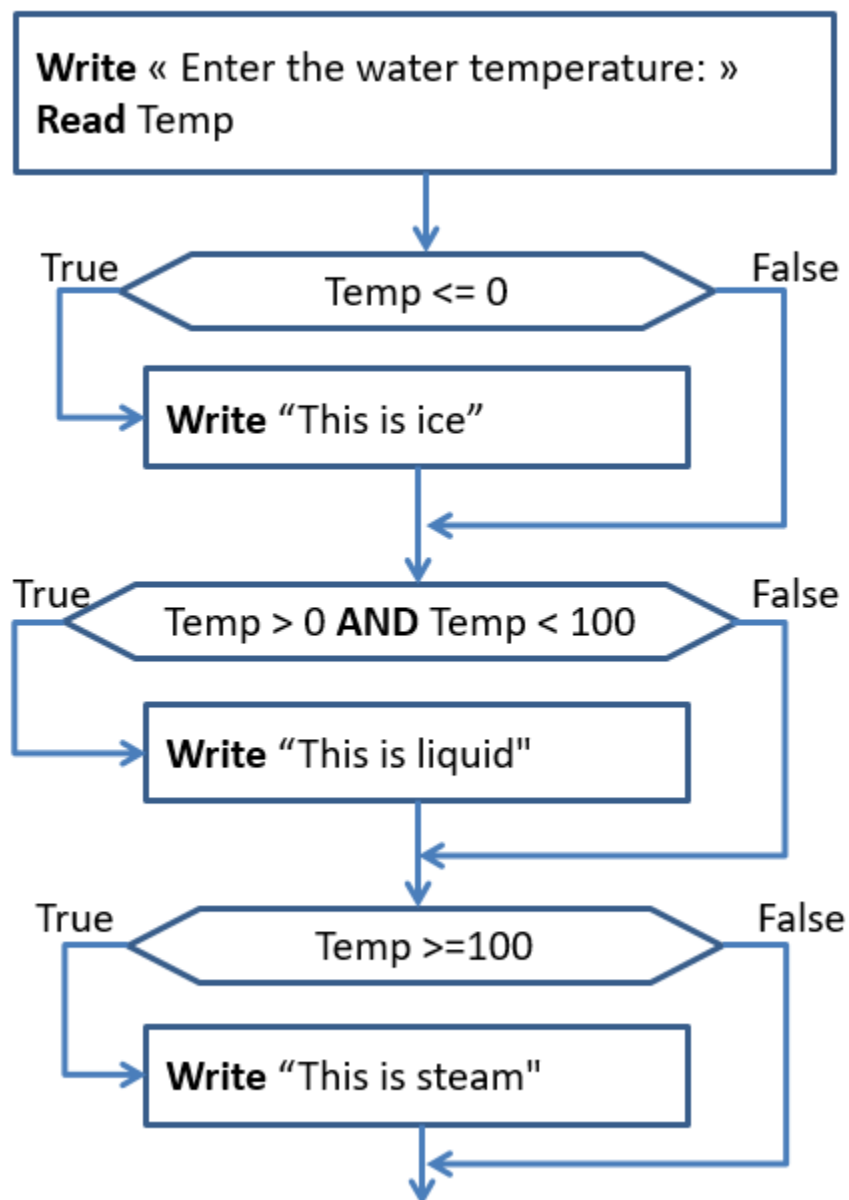 Write « Enter the water temperature: »
Read Temp
True
False
Temp <= 0
Write “This is ice”
True
False
Temp > 0 AND Temp < 100
Write “This is liquid"
True
False
Temp >=100
Write “This is steam"